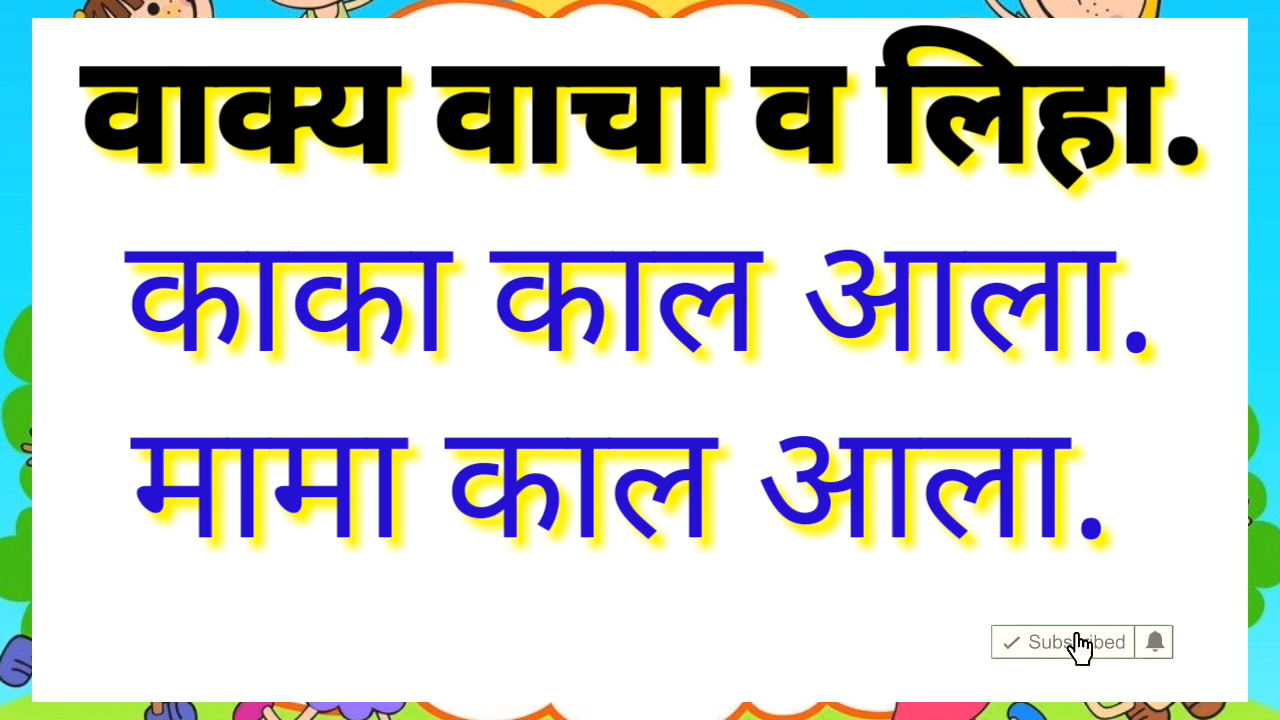 वाक्य वाचा व लिहा.
काका काल आला.
मामा काल आला.
Subscribed